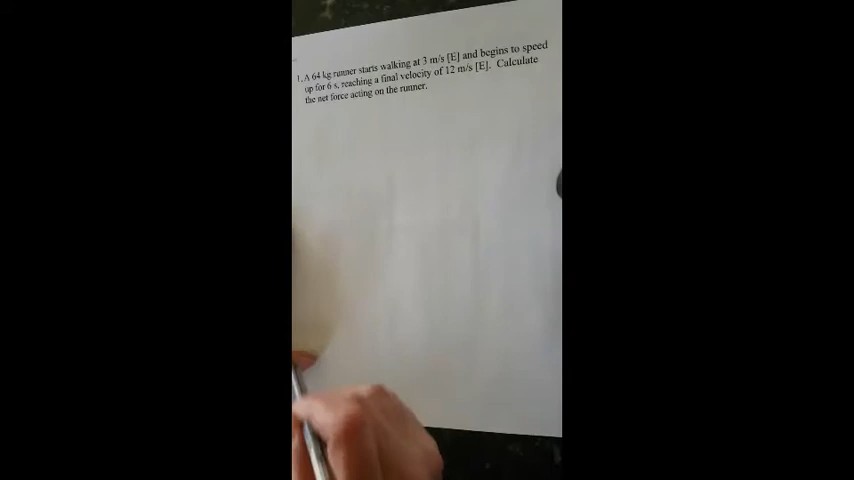 1. A 64 kg runner starts walking at 3 m/s [E] and begins to speed
up for 6 s, reaching a final velocity of 12 m/s [E]. Calculate
the net force acting on the runner.